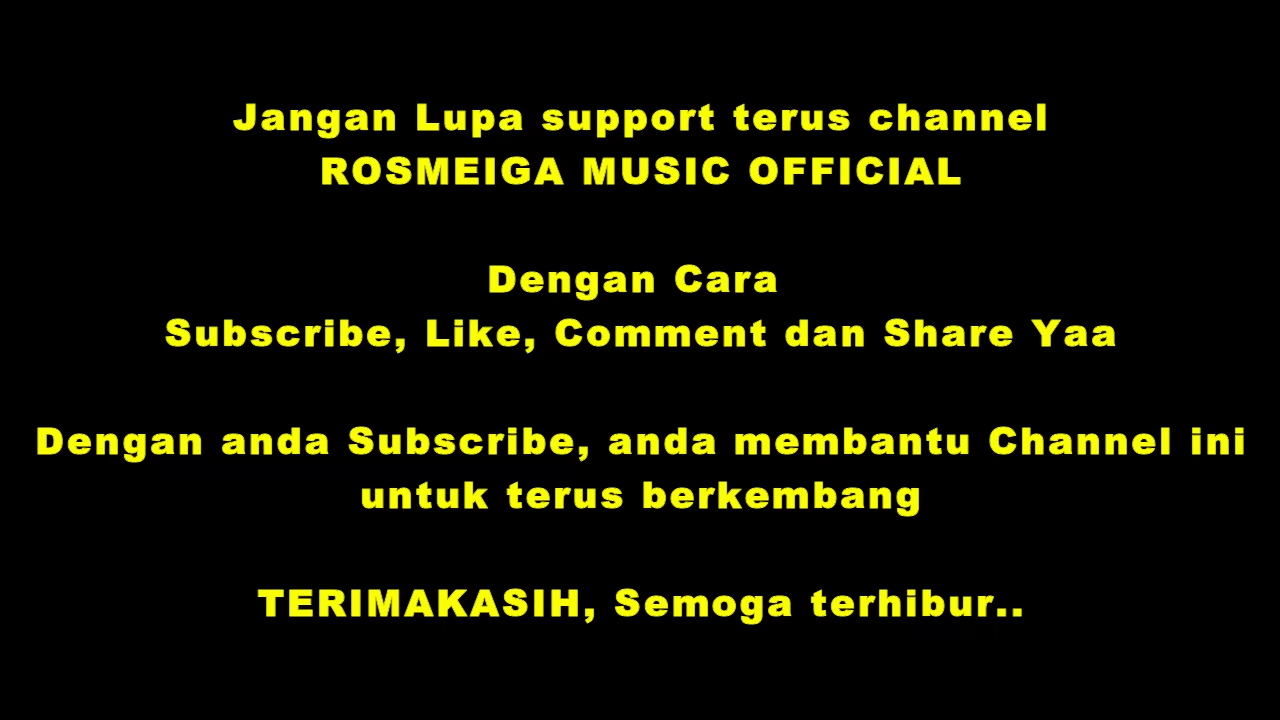 Jangan Lupa support terus channel
ROSMEIGA MUSIC OFFICIAL
Dengan Cara
Subscribe, Like, Comment dan Share Yaa
Dengan anda Subscribe, anda membantu Channel ini
untuk terus berkembang
TERIMAKASIH, Semoga terhibur..